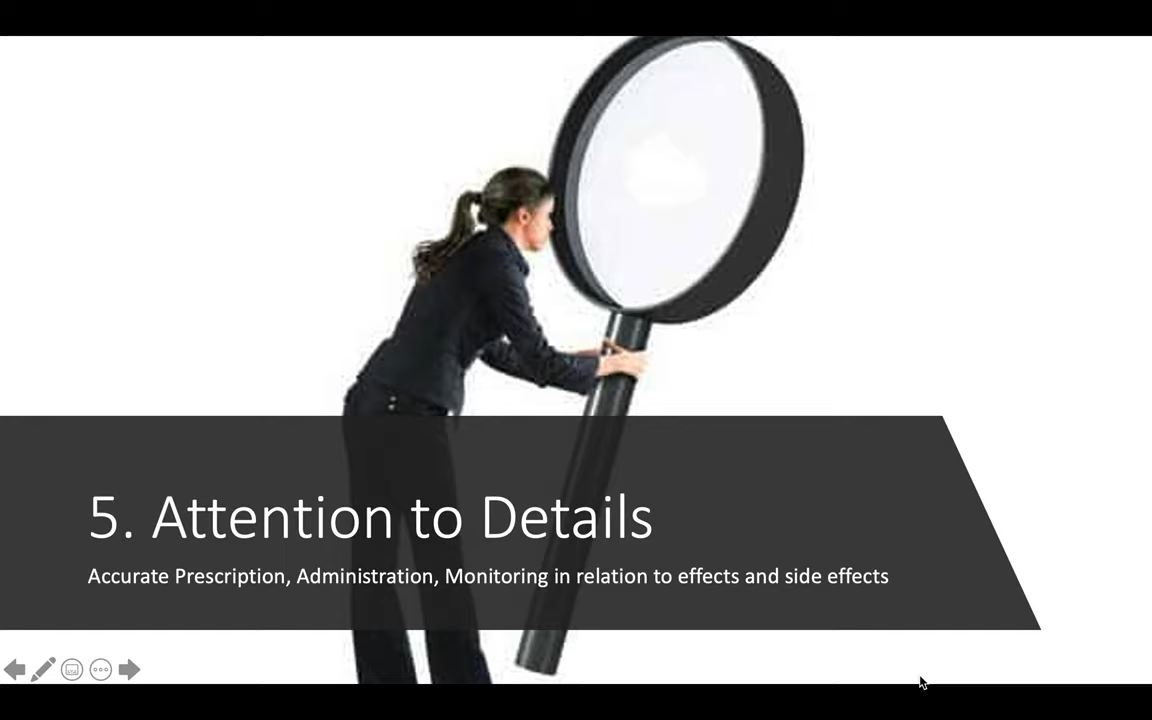 5. Attention to Details
Accurate Prescription, Administration, Monitoring in relation to effects and side effects